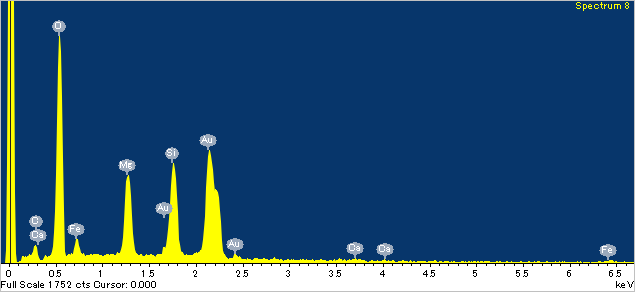 Spectrum 8
O
Au
Si
Mg
Au
C
Ca
Fe
Au
Ca
Ca
Fe
0 0.5 1 1.5 2 2.5 3 3.5 4 4.5 5 5.5 6 6.5
Full Scale 1752 cts Cursor: 0.000 keV